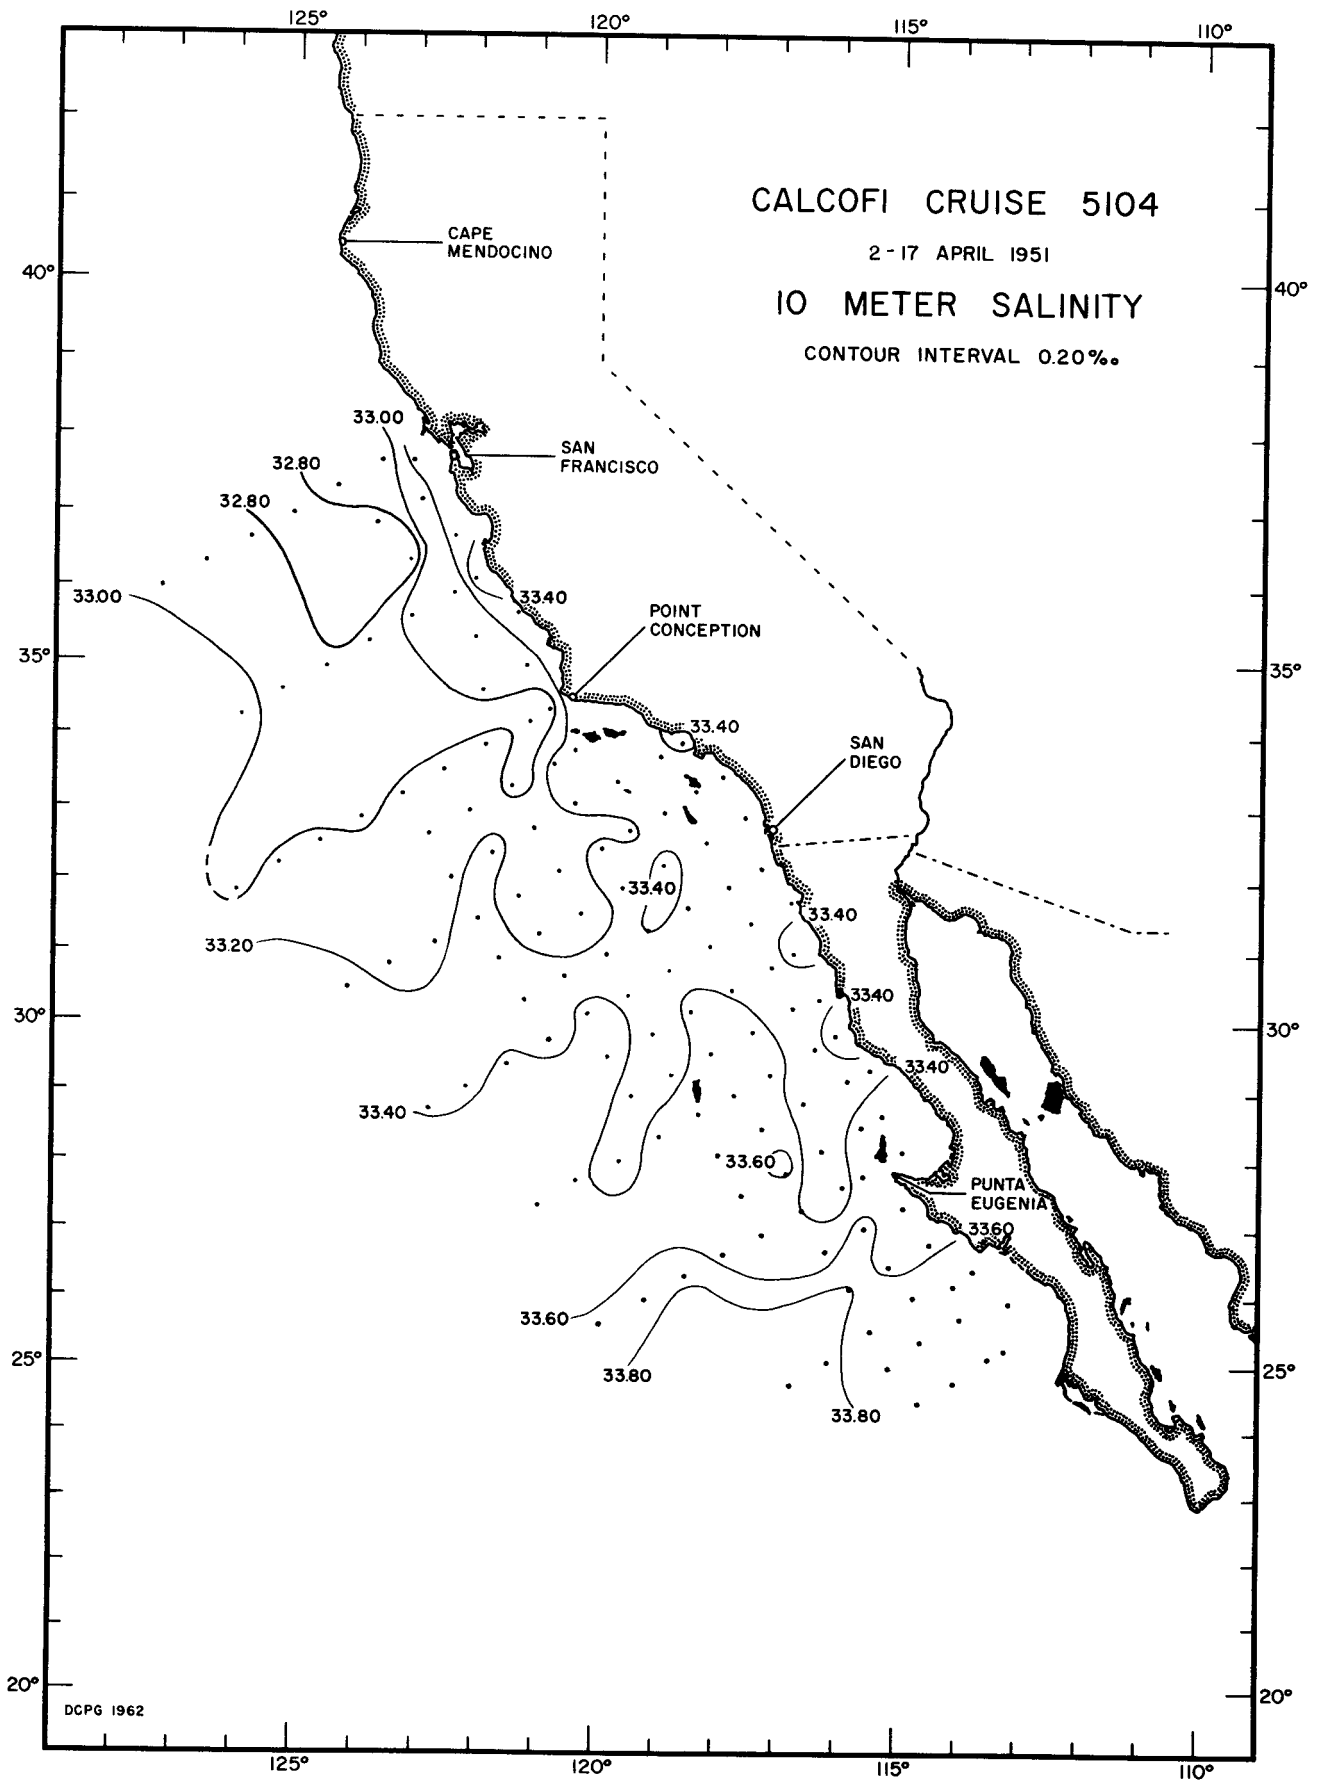 125°
120°
115°
110°
CALCOFI CRUISE 5104
2-17 APRIL 1951
10 METER SALINITY
CONTOUR INTERVAL 0.20‰
CAPE
MENDOCINO
40°
40°
33.00
SAN
FRANCISCO
32.80
32.80
33.00
33.40
POINT
CONCEPTION
35°
35°
33.40
SAN
DIEGO
33.40
33.40
33.20
33.40
30°
30°
33.40
33.40
33.60
PUNTA
EUGENIA
33.60
33.60
25°
25°
33.80
33.80
20°
20°
DCPG 1962
125°
120°
115°
110°